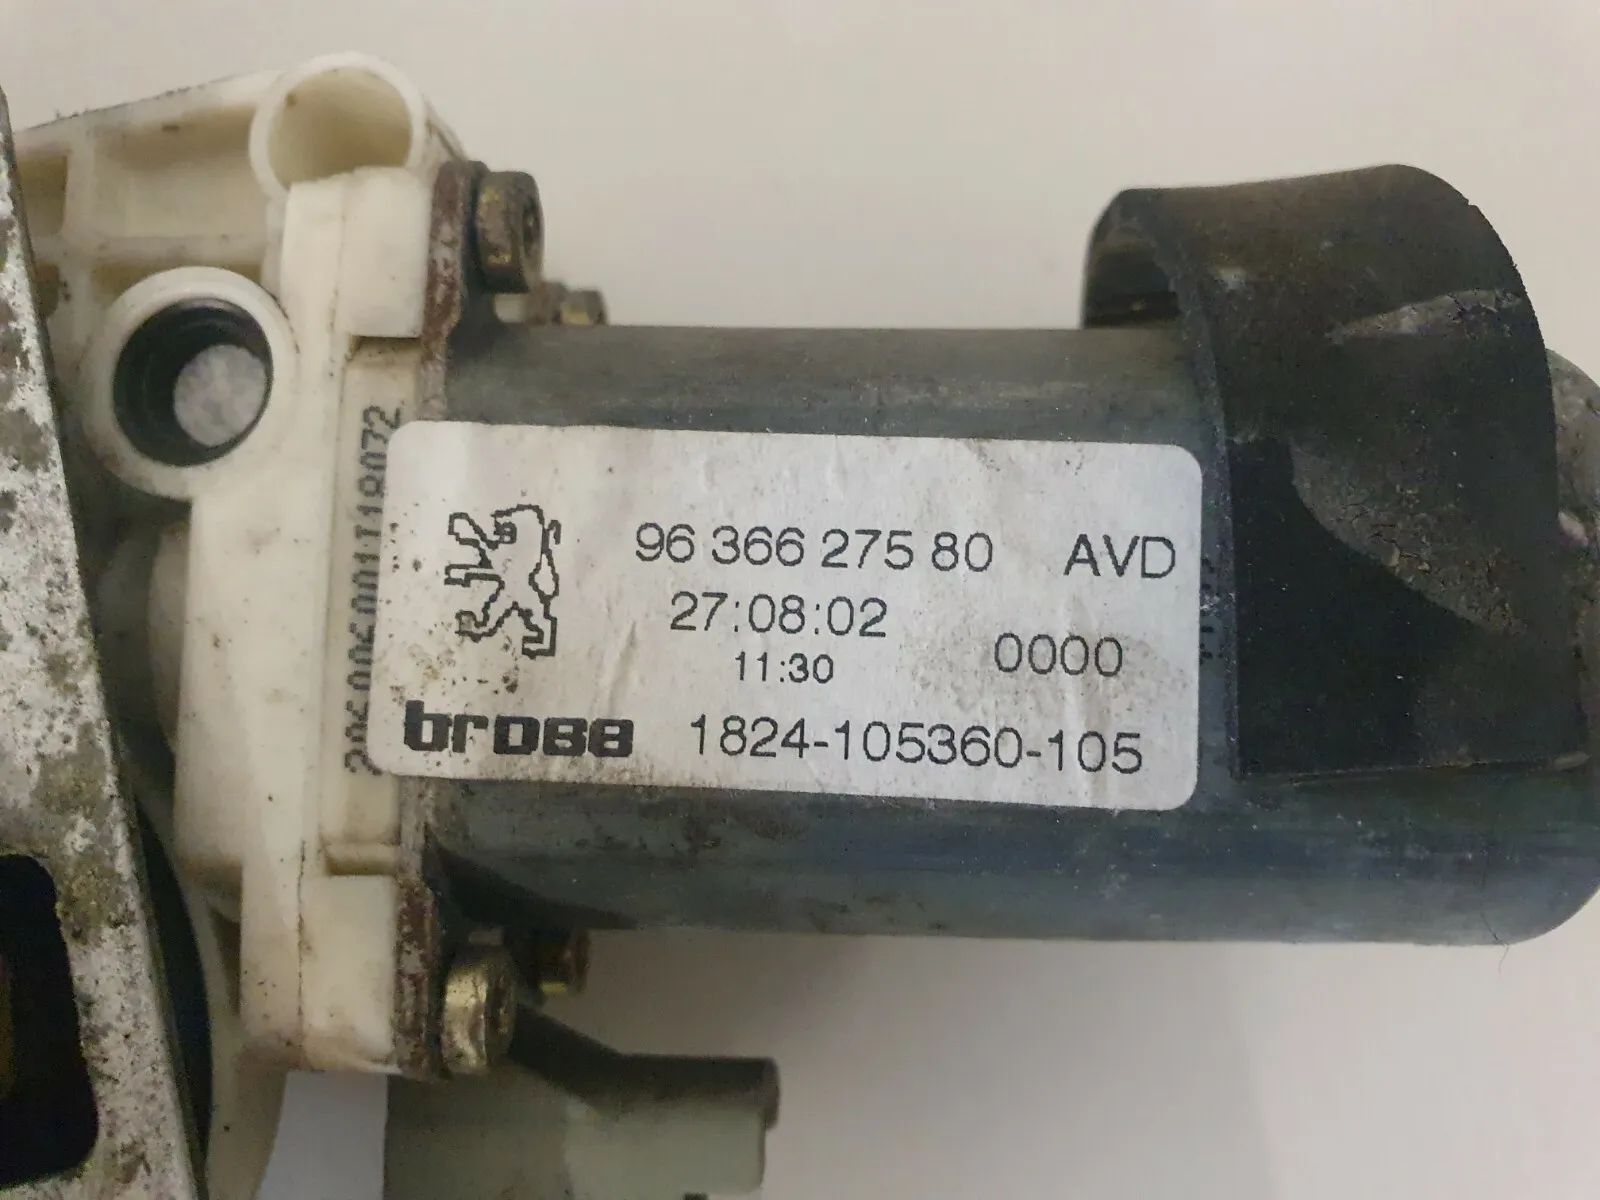 96 366 275 80 AVD
27:08:02
11:30 0000
brose 1824-105360-105